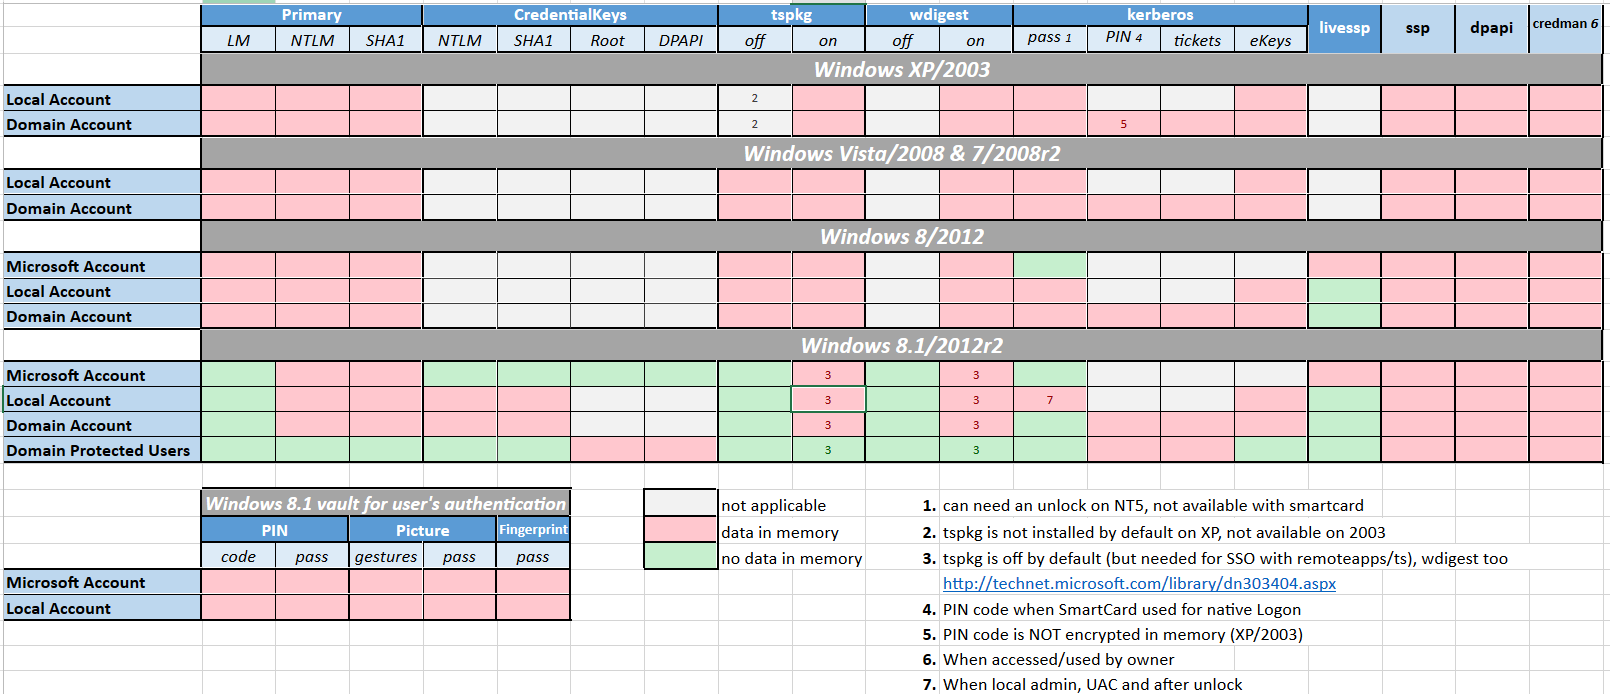 Primary CredentialKeys tspkg wdigest kerberos livessp ssp dpapi credman 6
LM NTLM SHA1 NTLM SHA1 Root DPAPI off on off on pass 1 PIN 4 tickets eKeys
Windows XP/2003
Local Account 2
Domain Account 2 5
Windows Vista/2008 & 7/2008r2
Local Account
Domain Account
Windows 8/2012
Microsoft Account
Local Account
Domain Account
Windows 8.1/2012r2
Microsoft Account 3 3
Local Account 3 3 7
Domain Account 3 3
Domain Protected Users 3 3
Windows 8.1 vault for user's authentication
PIN Picture Fingerprint
code pass gestures pass pass
Microsoft Account
Local Account
not applicable
data in memory
no data in memory
1. can need an unlock on NT5, not available with smartcard
2. tspkg is not installed by default on XP, not available on 2003
3. tspkg is off by default (but needed for SSO with remoteapps/ts), wdigest too
http://technet.microsoft.com/library/dn303404.aspx
4. PIN code when SmartCard used for native Logon
5. PIN code is NOT encrypted in memory (XP/2003)
6. When accessed/used by owner
7. When local admin, UAC and after unlock